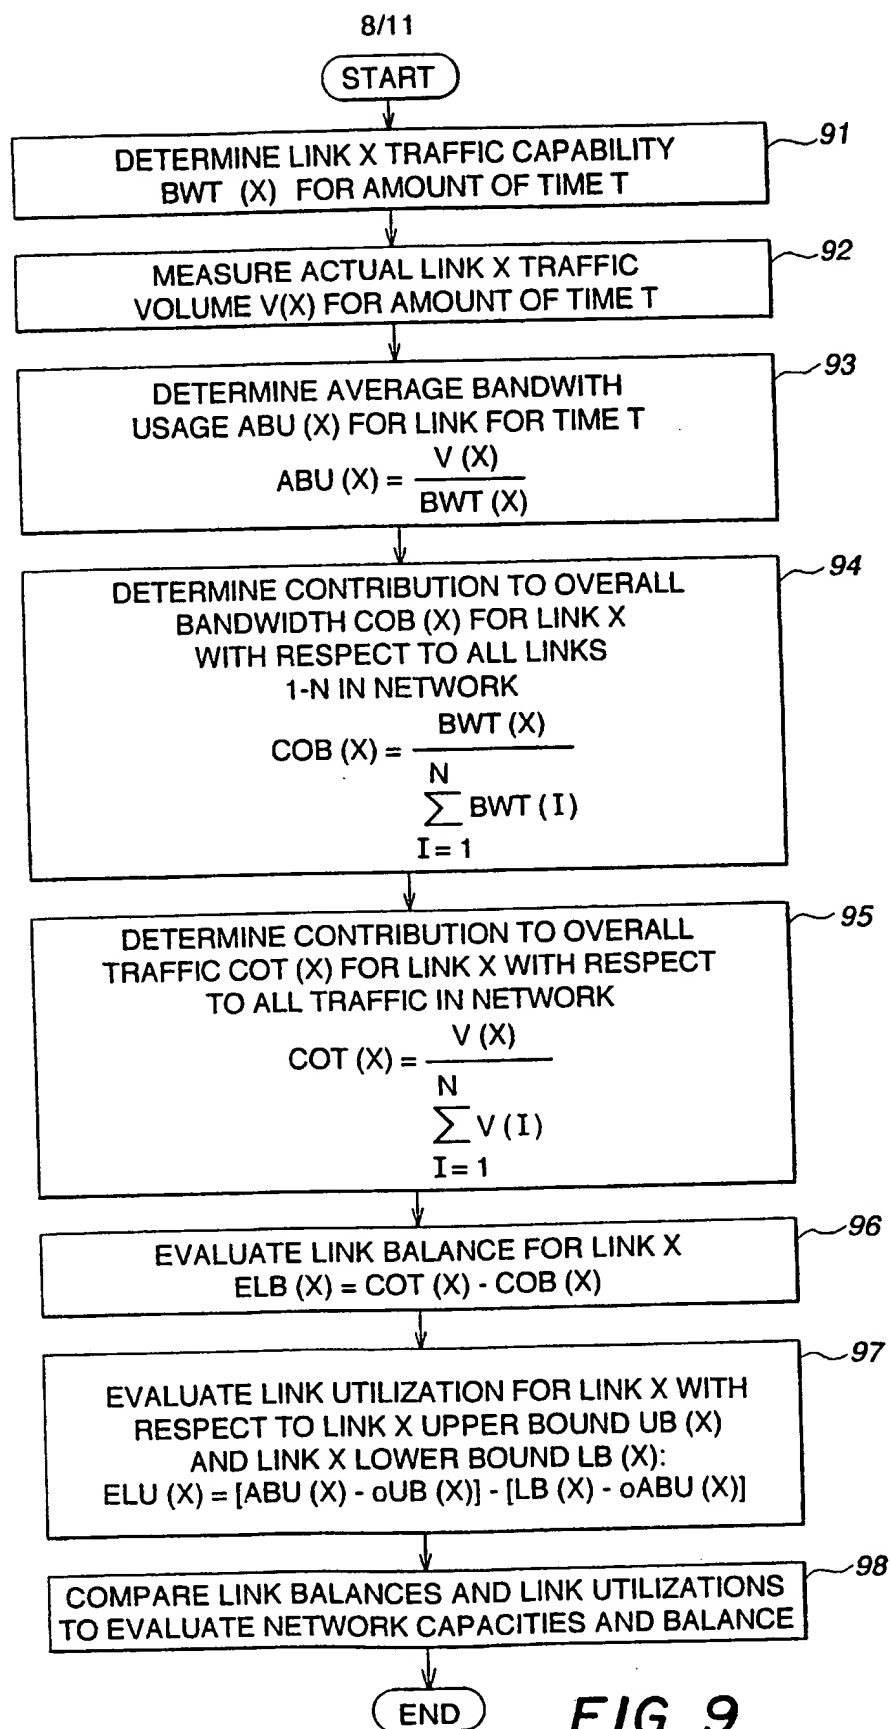 8/11
START
DETERMINE LINK X TRAFFIC CAPABILITY
BWT (X) FOR AMOUNT OF TIME T
91
MEASURE ACTUAL LINK X TRAFFIC
VOLUME V(X) FOR AMOUNT OF TIME T
92
DETERMINE AVERAGE BANDWITH
USAGE ABU (X) FOR LINK FOR TIME T
ABU (X) = V (X) / BWT (X)
93
DETERMINE CONTRIBUTION TO OVERALL
BANDWIDTH COB (X) FOR LINK X
WITH RESPECT TO ALL LINKS
1-N IN NETWORK
BWT (X)
COB (X) =
N
∑ BWT (I)
I = 1
94
DETERMINE CONTRIBUTION TO OVERALL
TRAFFIC COT (X) FOR LINK X WITH RESPECT
TO ALL TRAFFIC IN NETWORK
V (X)
COT (X) =
N
∑ V (I)
I = 1
95
EVALUATE LINK BALANCE FOR LINK X
ELB (X) = COT (X) - COB (X)
96
EVALUATE LINK UTILIZATION FOR LINK X WITH
RESPECT TO LINK X UPPER BOUND UB (X)
AND LINK X LOWER BOUND LB (X):
ELU (X) = [ABU (X) - oUB (X)] - [LB (X) - oABU (X)]
97
COMPARE LINK BALANCES AND LINK UTILIZATIONS
TO EVALUATE NETWORK CAPACITIES AND BALANCE
98
END
FIG. 9